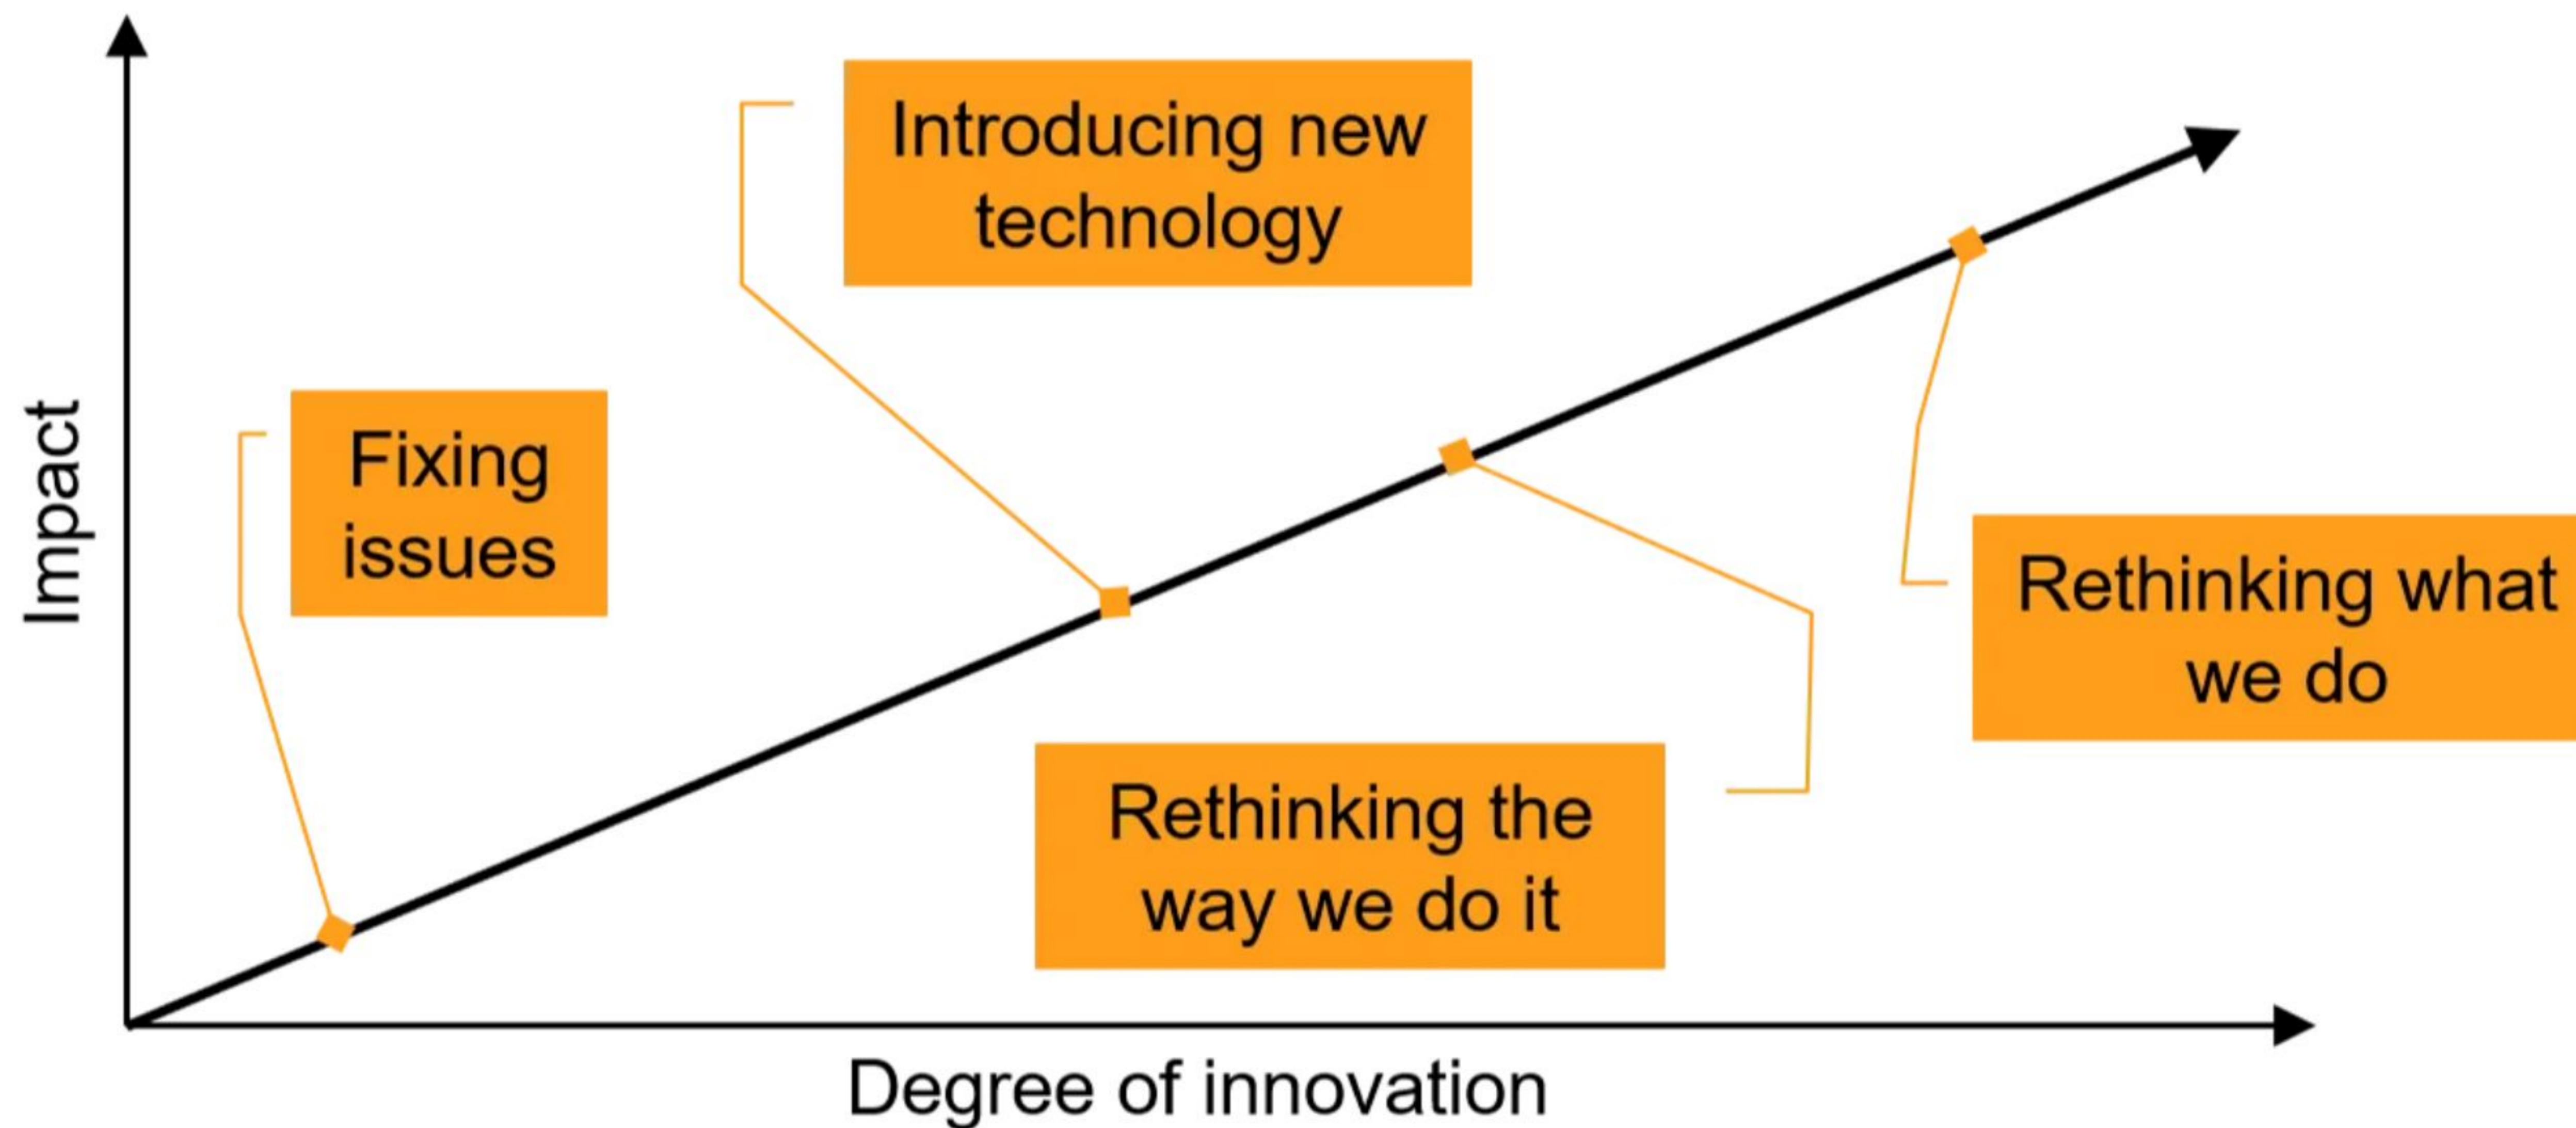 Impact
Fixing
issues
Introducing new
technology
Rethinking the
way we do it
Rethinking what
we do
Degree of innovation